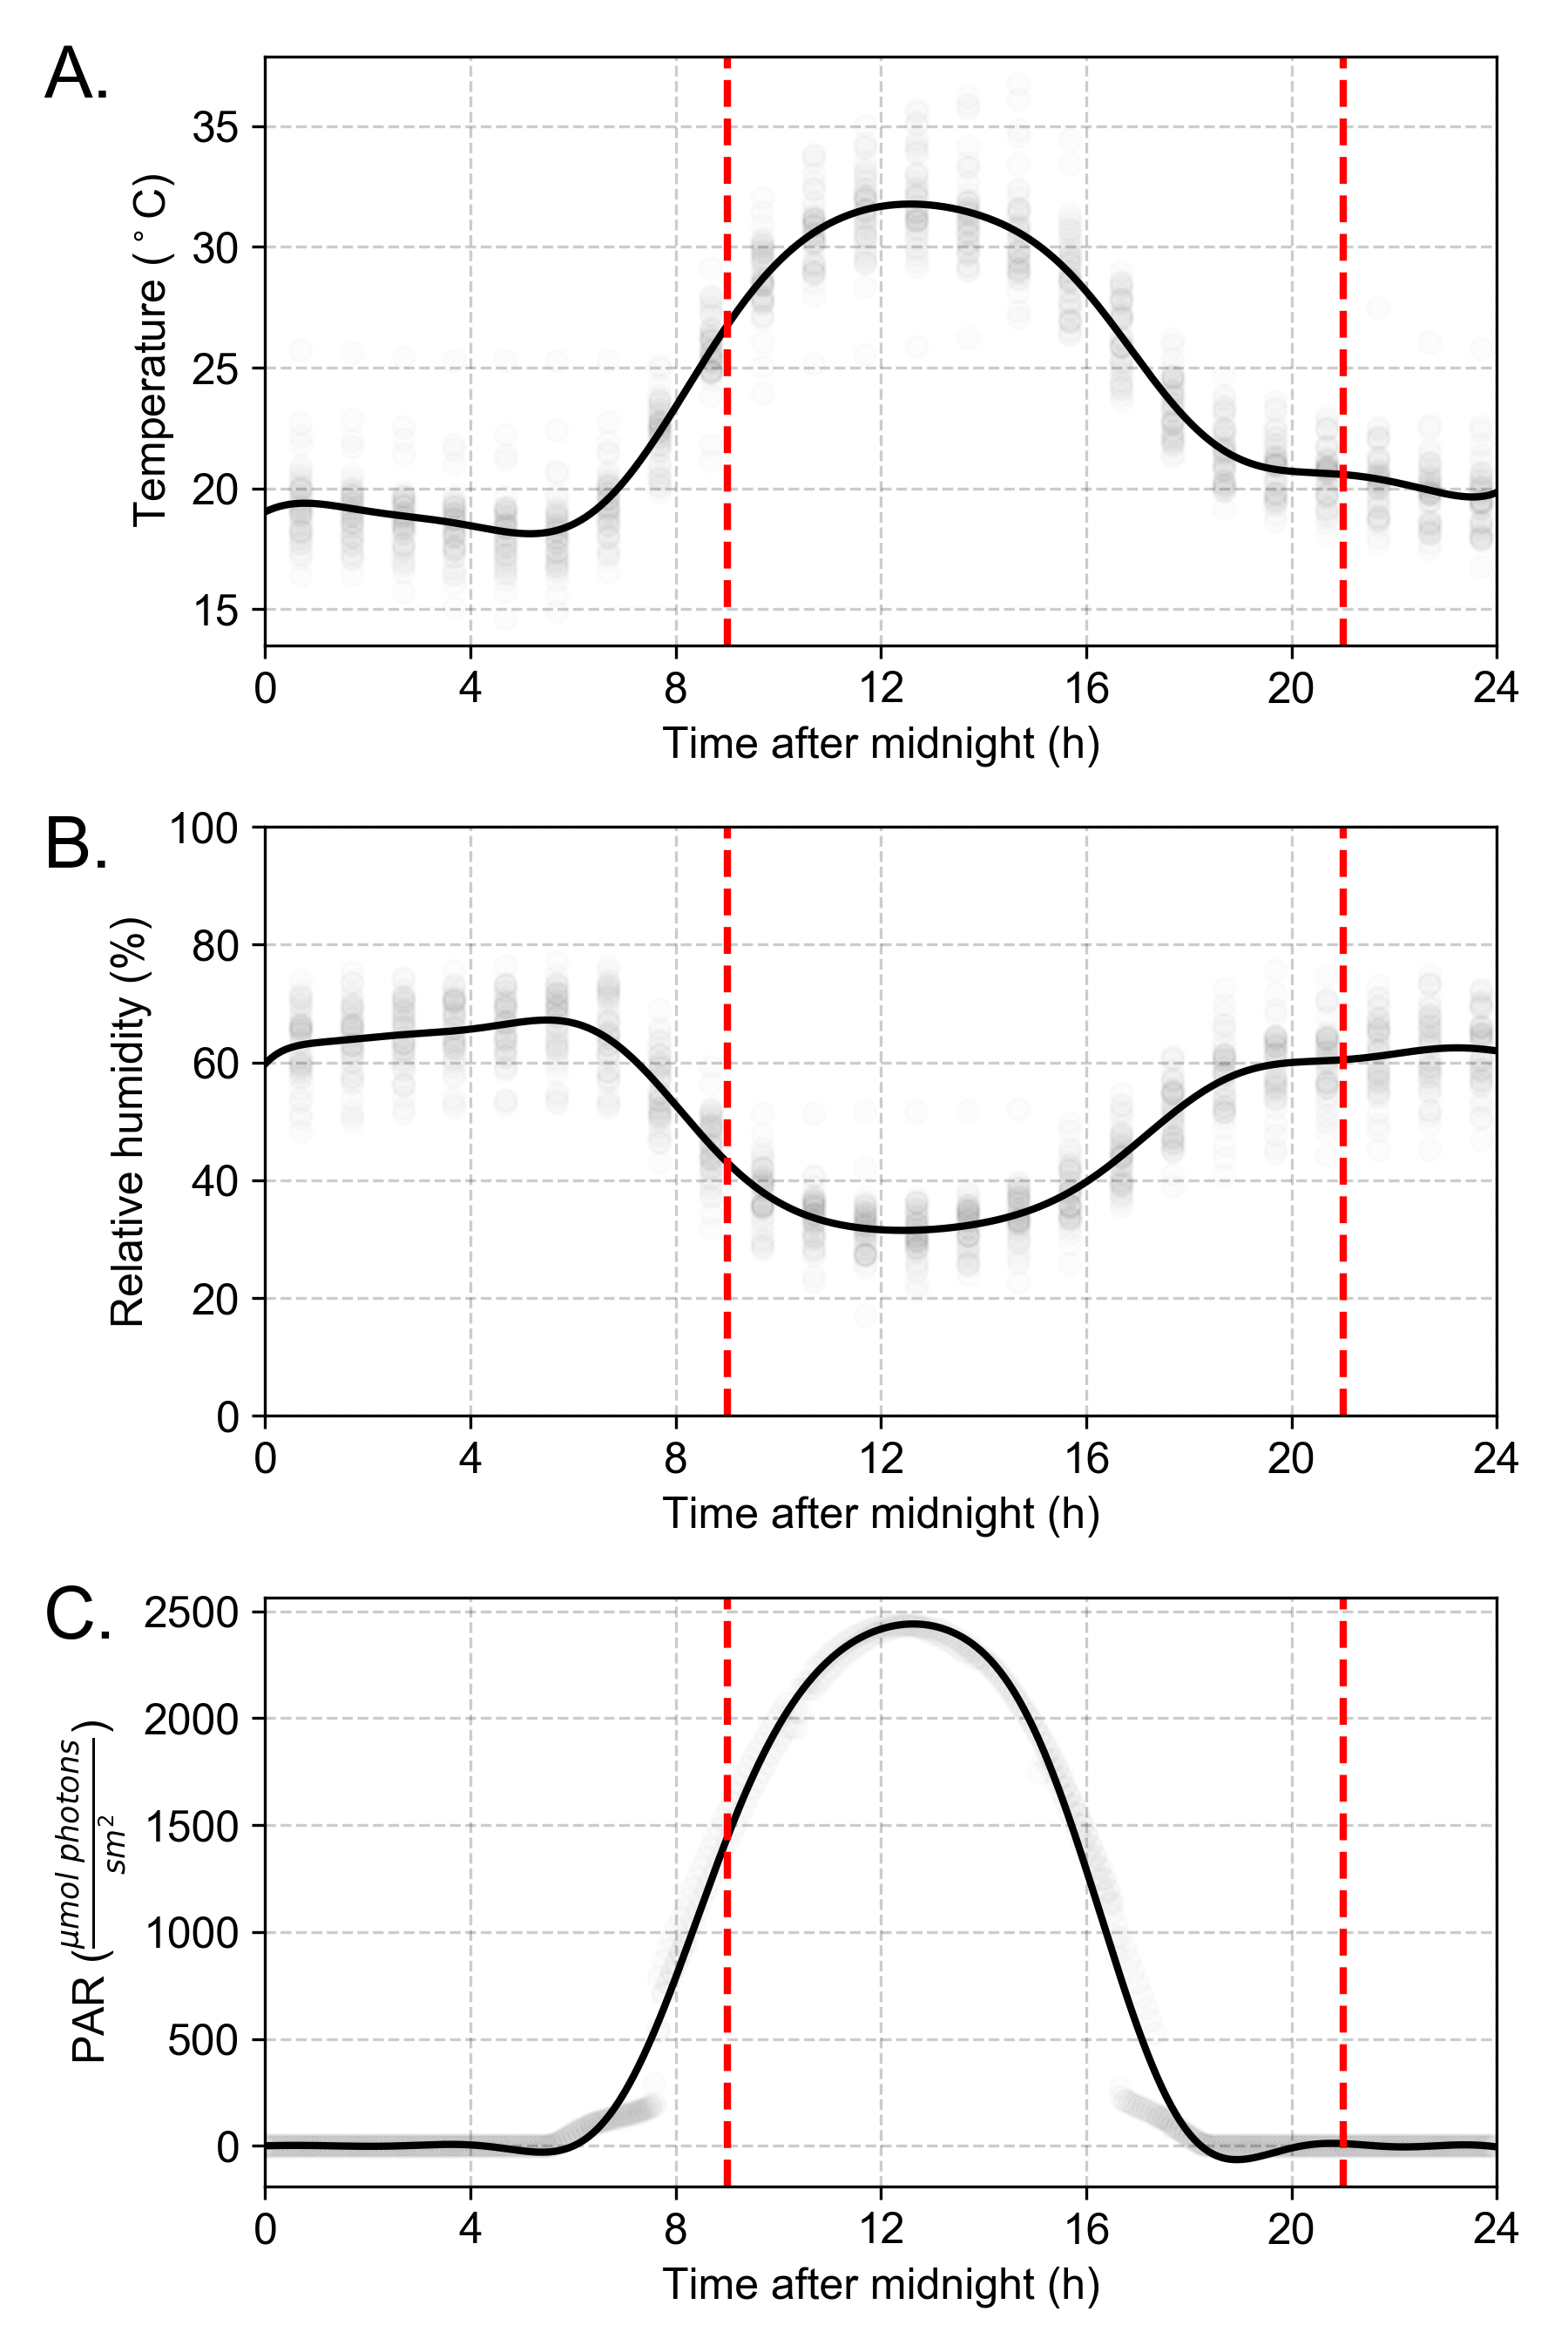 A.
Temperature (°C)
35
30
25
20
15
0 4 8 12 16 20 24
Time after midnight (h)
B.
Relative humidity (%)
100
80
60
40
20
0
0 4 8 12 16 20 24
Time after midnight (h)
C.
PAR (μmol photons / sm²)
2500
2000
1500
1000
500
0
0 4 8 12 16 20 24
Time after midnight (h)